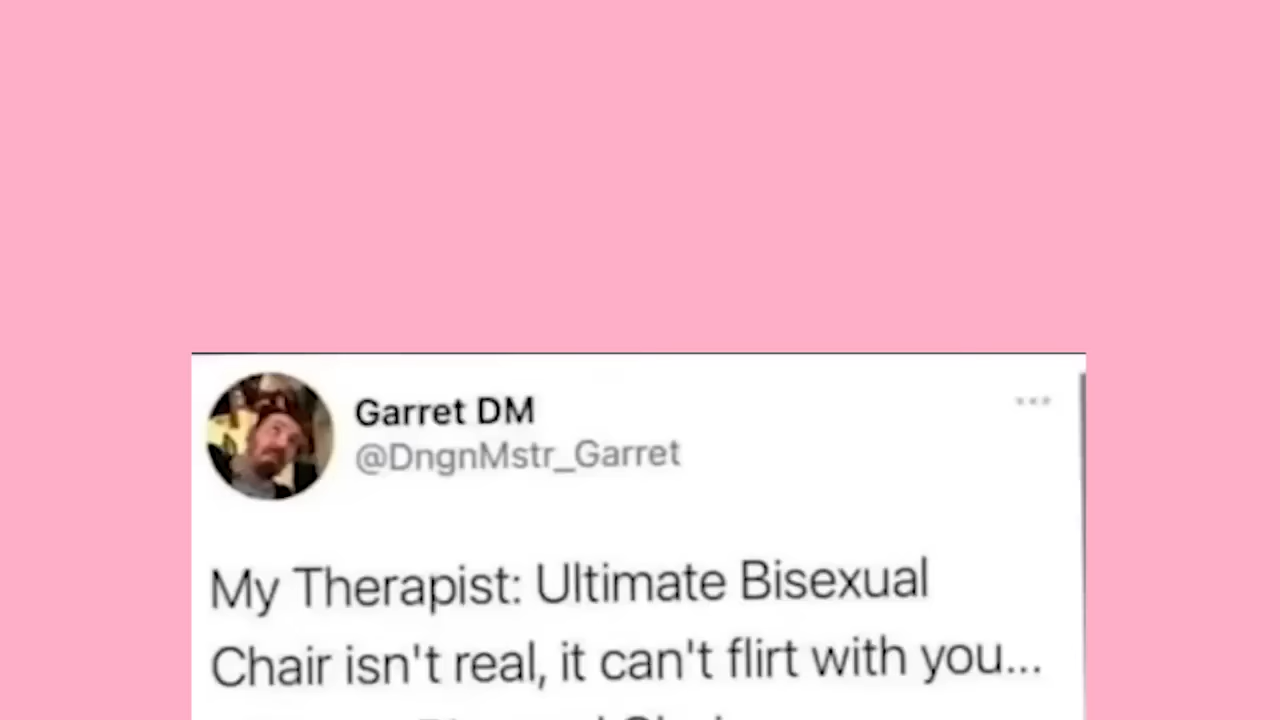 Garret DM
@DngnMstr_Garret
My Therapist: Ultimate Bisexual
Chair isn't real, it can't flirt with you...